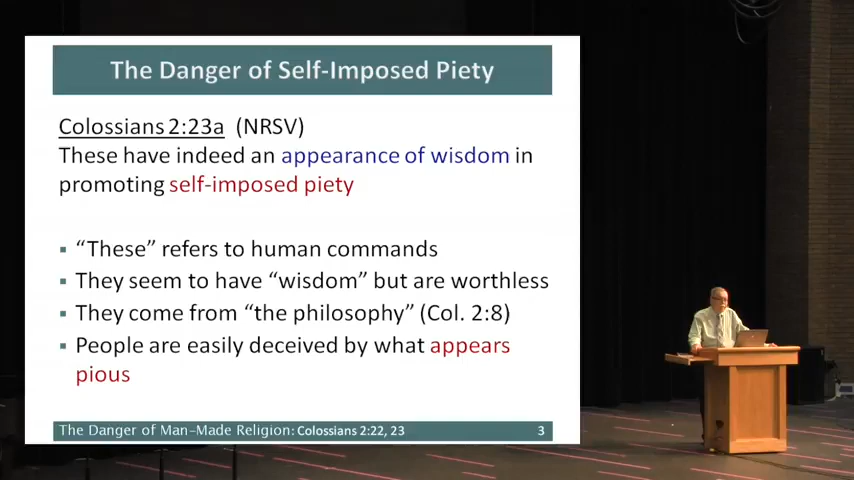 The Danger of Self-Imposed Piety
Colossians 2:23a (NRSV)
These have indeed an appearance of wisdom in
promoting self-imposed piety
▪ “These” refers to human commands
▪ They seem to have “wisdom” but are worthless
▪ They come from “the philosophy” (Col. 2:8)
▪ People are easily deceived by what appears
pious
The Danger of Man-Made Religion: Colossians 2:22, 23 3